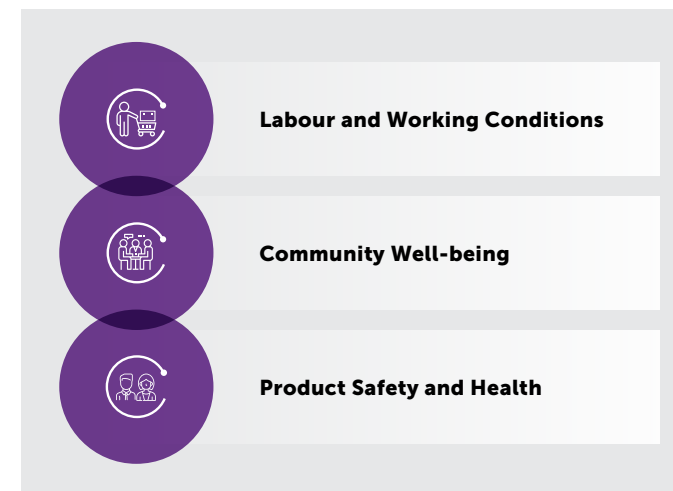 Labour and Working Conditions
Community Well-being
Product Safety and Health